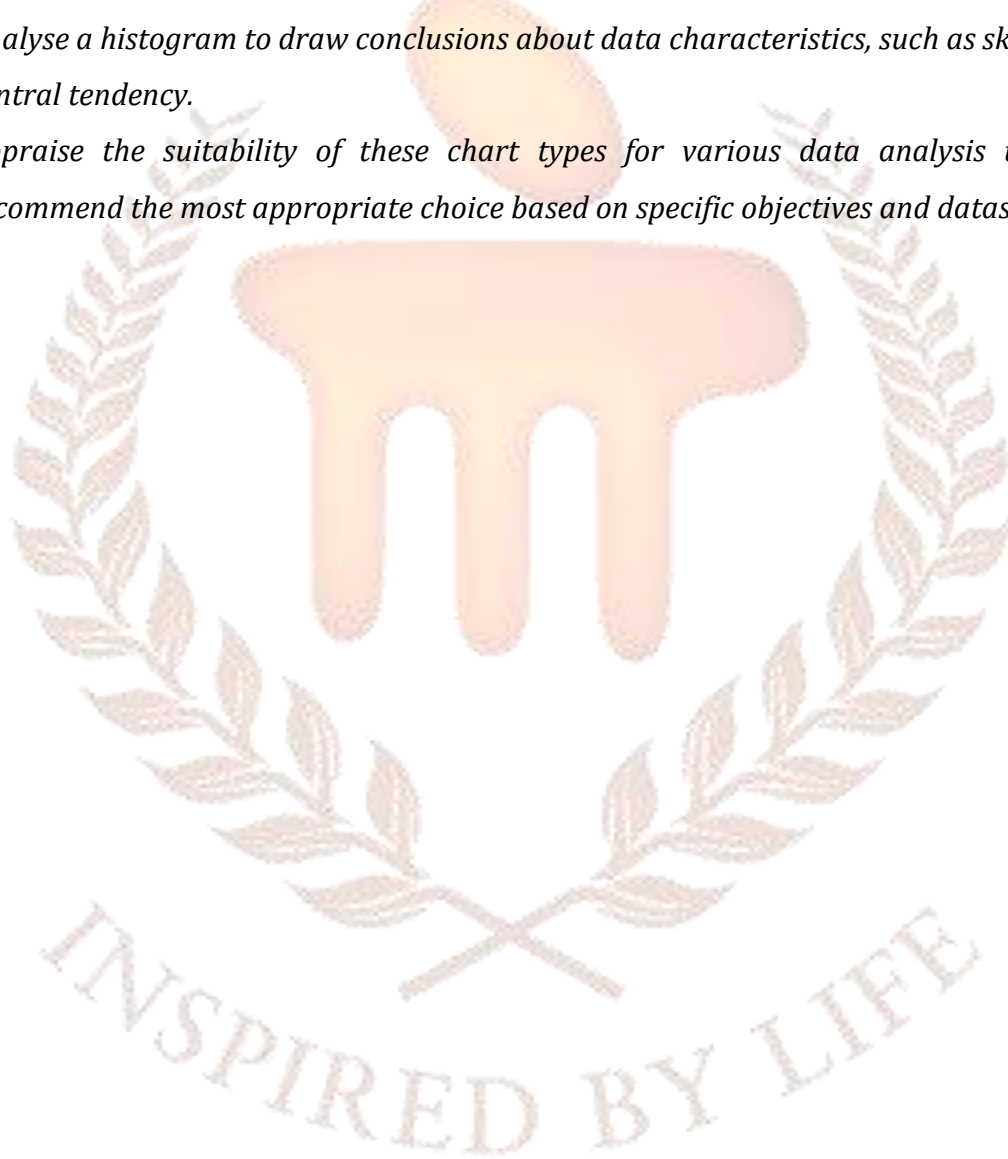 alyse a histogram to draw conclusions about data characteristics, such as sk
ntral tendency.
praise the suitability of these chart types for various data analysis t
commend the most appropriate choice based on specific objectives and datas
INSPIRED BY LIFE